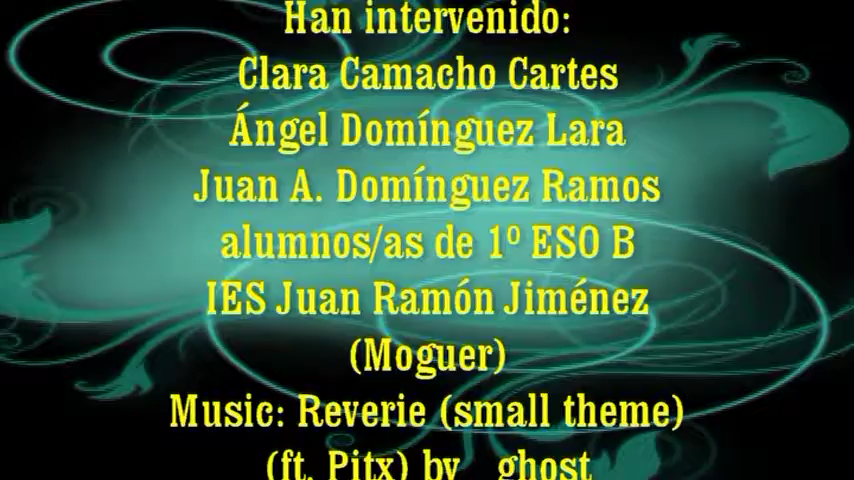 Han intervenido:
Clara Camacho Cartes
Ángel Domínguez Lara
Juan A. Domínguez Ramos
alumnos/as de 1º ESO B
IES Juan Ramón Jiménez
(Moguer)
Music: Reverie (small theme)
(ft. Pitx) by _ghost